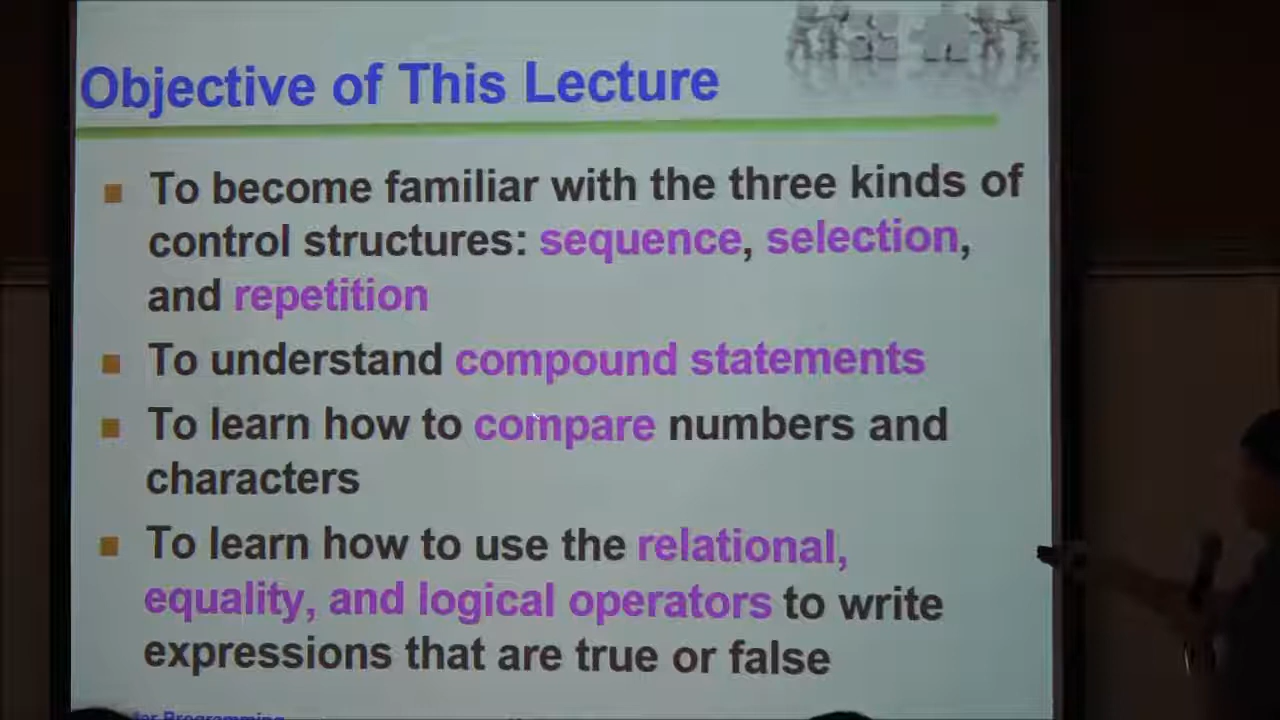 Objective of This Lecture
To become familiar with the three kinds of
control structures: sequence, selection,
and repetition
To understand compound statements
To learn how to compare numbers and
characters
To learn how to use the relational,
equality, and logical operators to write
expressions that are true or false
Programming